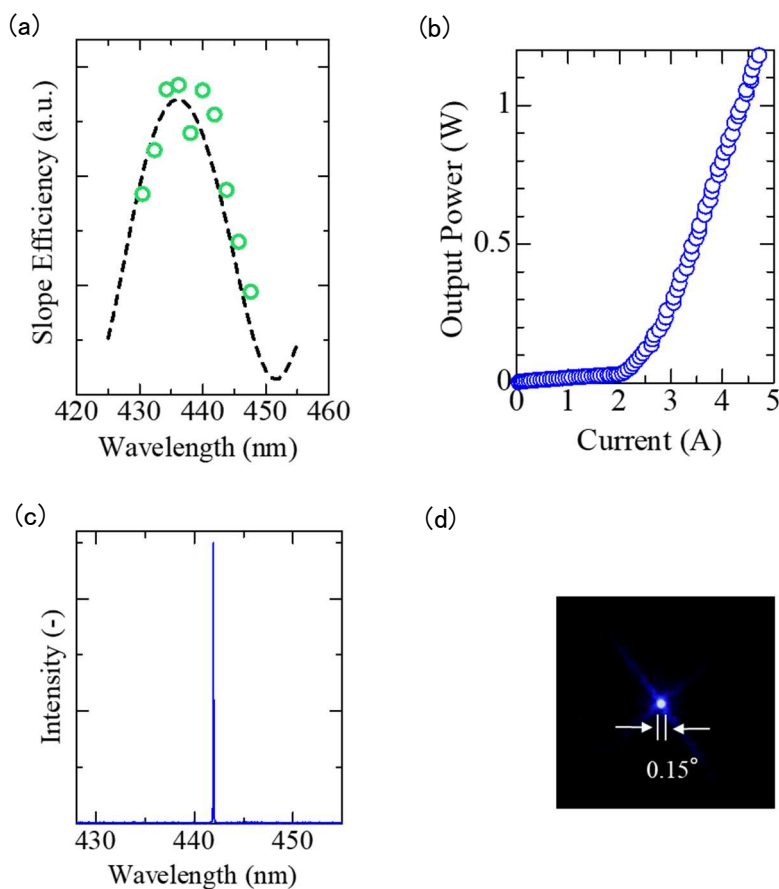 (a)
Slope Efficiency (a.u.)
420 430 440 450 460
Wavelength (nm)
(b)
Output Power (W)
1
0.5
0
0 1 2 3 4 5
Current (A)
(c)
Intensity (-)
430 440 450
Wavelength (nm)
(d)
0.15°